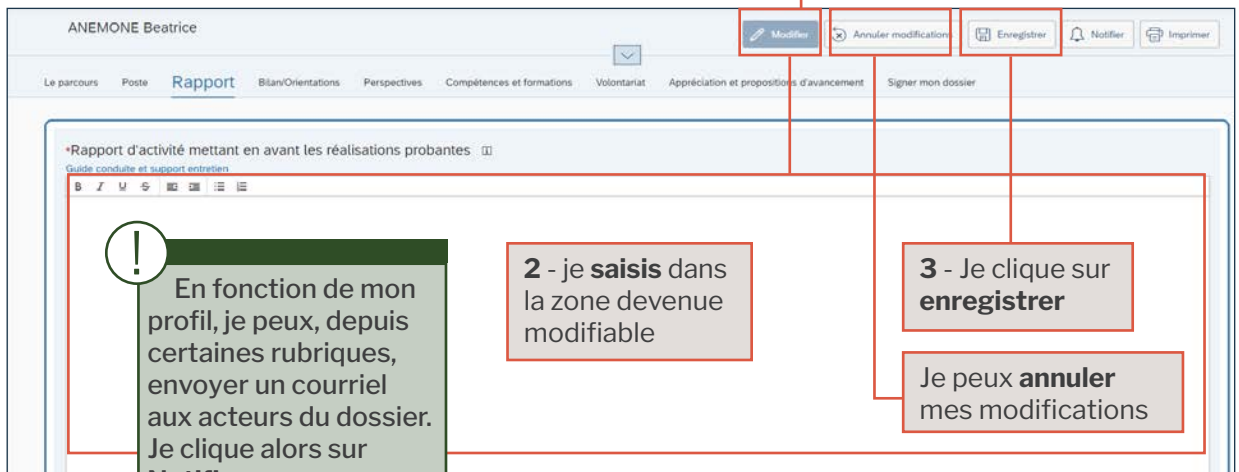 ANEMONE Beatrice
Modifier Annuler modifications Enregistrer Notifier Imprimer
Le parcours Poste Rapport Bilan/Orientations Perspectives Compétences et formations Volontariat Appréciation et propositions d'avancement Signer mon dossier
*Rapport d'activité mettant en avant les réalisations probantes
Guide conduite et support entretien
B I U S
!
En fonction de mon
profil, je peux, depuis
certaines rubriques,
envoyer un courriel
aux acteurs du dossier.
Je clique alors sur
2 - je saisis dans
la zone devenue
modifiable
3 - Je clique sur
enregistrer
Je peux annuler
mes modifications